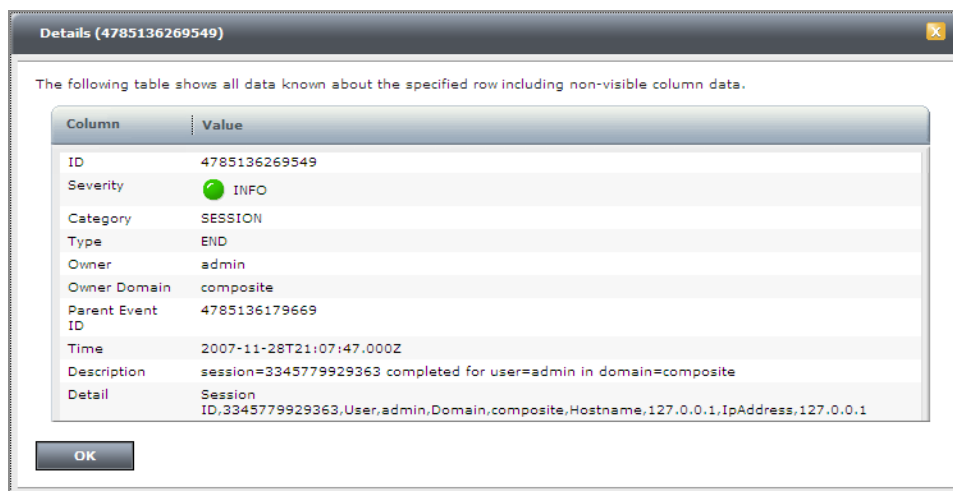 Details (4785136269549)
The following table shows all data known about the specified row including non-visible column data.
Column Value
ID 4785136269549
Severity INFO
Category SESSION
Type END
Owner admin
Owner Domain composite
Parent Event 4785136179669
ID
Time 2007-11-28T21:07:47.000Z
Description session=3345779929363 completed for user=admin in domain=composite
Detail Session
ID,3345779929363,User,admin,Domain,composite,Hostname,127.0.0.1,IpAddress,127.0.0.1
OK